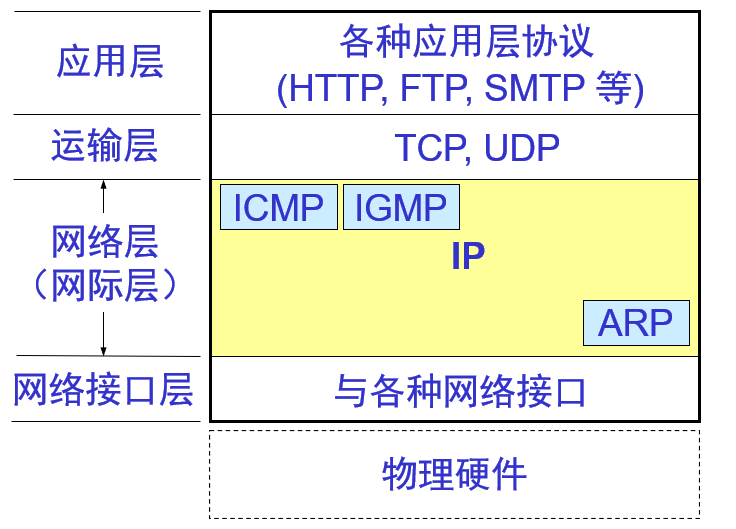 应用层
各种应用层协议
(HTTP, FTP, SMTP 等)
运输层
TCP, UDP
网络层
（网际层）
ICMP
IGMP
IP
ARP
网络接口层
与各种网络接口
物理硬件